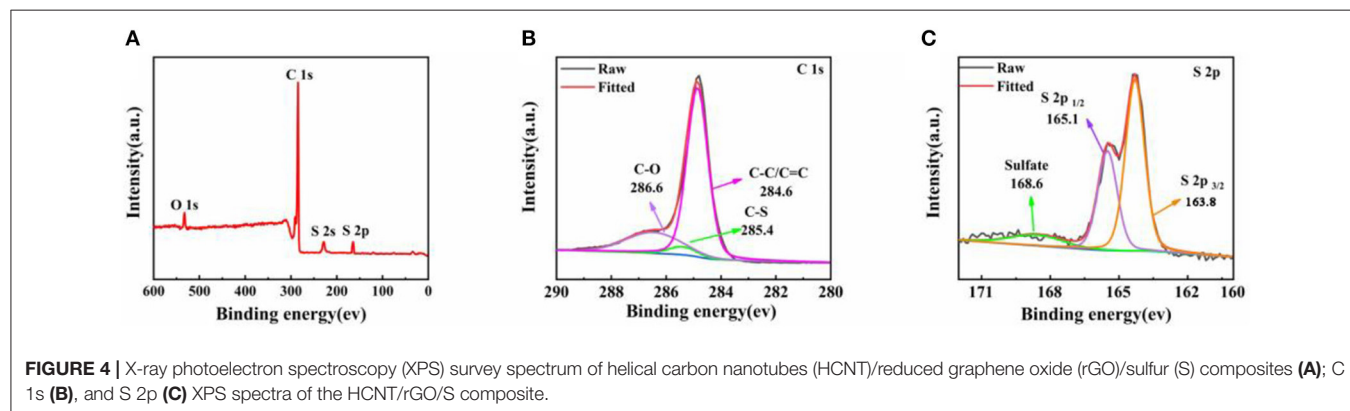 A
C 1s
O 1s
S 2s
S 2p
Intensity(a.u.)
600 500 400 300 200 100 0
Binding energy(ev)
B
Raw
Fitted
C 1s
C-O
286.6
C-C/C=C
284.6
C-S
285.4
Intensity(a.u.)
290 288 286 284 282 280
Binding energy(ev)
C
Raw
Fitted
S 2p
S 2p 1/2
165.1
Sulfate
168.6
S 2p 3/2
163.8
Intensity(a.u.)
171 168 165 162 160
Binding energy(ev)
FIGURE 4 | X-ray photoelectron spectroscopy (XPS) survey spectrum of helical carbon nanotubes (HCNT)/reduced graphene oxide (rGO)/sulfur (S) composites (A); C
1s (B), and S 2p (C) XPS spectra of the HCNT/rGO/S composite.